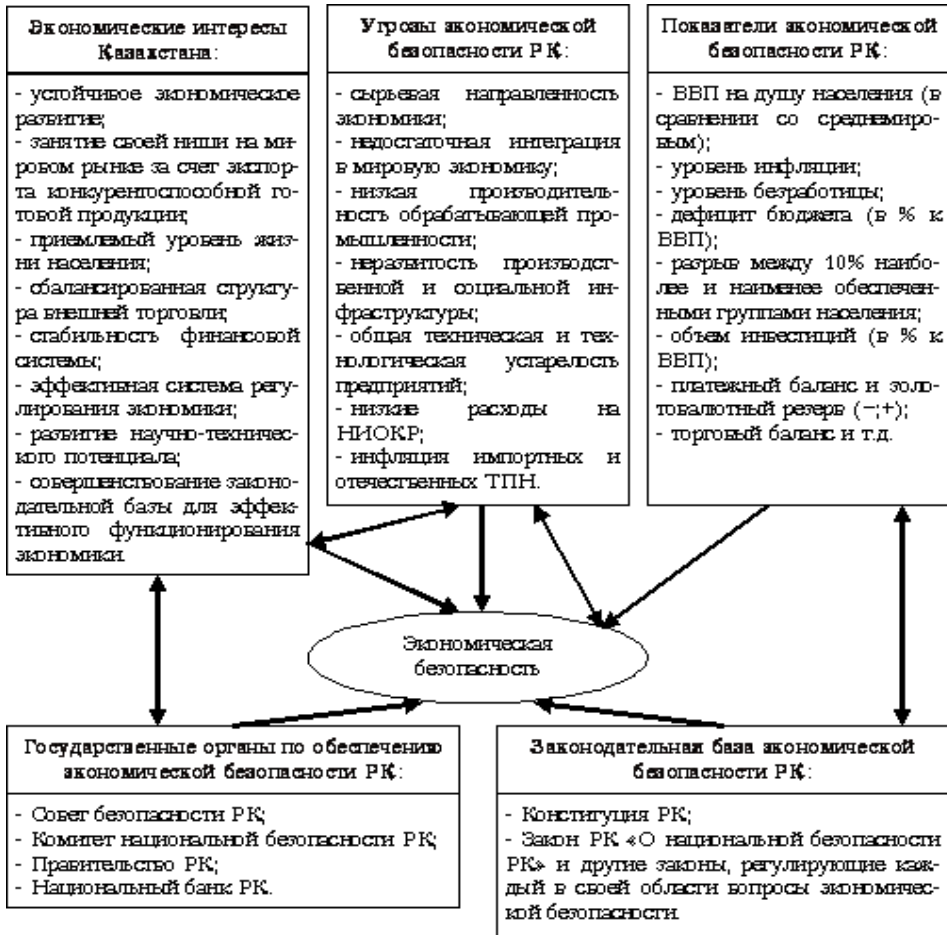 Экономические интересы
Казахстана:
- устойчивое экономическое
развитие;
- занятие своей ниши на ми-
ровом рынке за счет экспор-
та конкурентоспособной го-
товой продукции;
- приемлемый уровень жиз-
ни населения;
- сбалансированная структу-
ра внешней торговли;
- стабильность финансовой
системы;
- эффективная система регу-
лирования экономики;
- развитие научно-техничес-
кого потенциала;
- совершенствование законо-
дательной базы для эффек-
тивного функционирования
экономики.
Угрозы экономической
безопасности РК:
- сырьевая направленность
экономики;
- недостаточная интеграция
в мировую экономику;
- низкая производитель-
ность обрабатывающей про-
мышленности;
- неразвитость производст-
венной и социальной ин-
фраструктуры;
- общая техническая и тех-
нологическая устарелость
предприятий;
- низкие расходы на
НИОКР;
- инфляция импортных и
отечественных ТПН.
Показатели экономической
безопасности РК:
- ВВП на душу населения (в
сравнении со среднемиро-
вым);
- уровень инфляции;
- уровень безработицы;
- дефицит бюджета (в % к
ВВП);
- разрыв между 10% наибо-
лее и наименее обеспечен-
ными группами населения;
- объем инвестиций (в % к
ВВП);
- платежный баланс и золо-
товалютный резерв (−;+);
- торговый баланс и т.д.
Экономическая
безопасность
Государственные органы по обеспечению
экономической безопасности РК:
- Совет безопасности РК;
- Комитет национальной безопасности РК;
- Правительство РК;
- Национальный банк РК.
Законодательная база экономической
безопасности РК:
- Конституция РК;
- Закон РК «О национальной безопасности
РК» и другие законы, регулирующие каж-
дый в своей области вопросы экономичес-
кой безопасности.